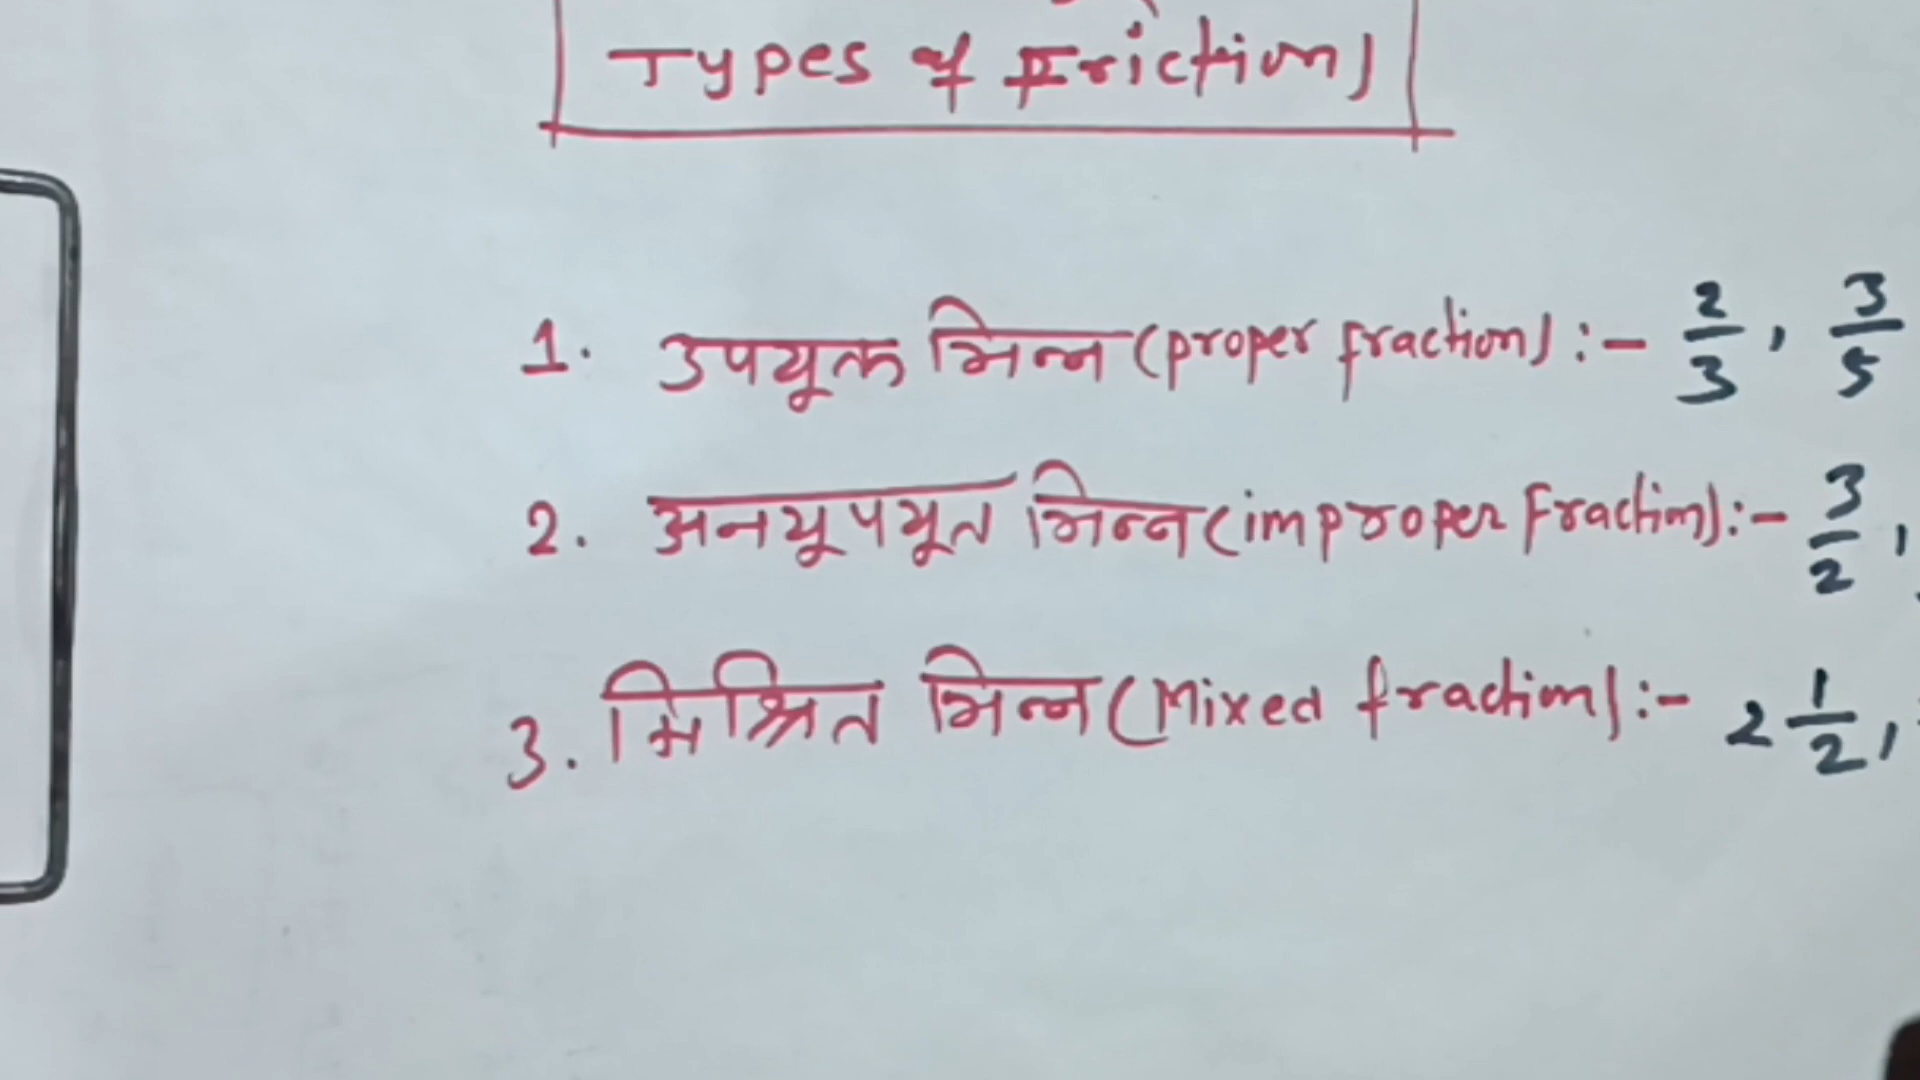 Types of Friction)
1. उपयूक्त भिन्न (proper fraction) :- 2/3, 3/5
2. अनयूपयूत भिन्न (improper Fraction) :- 3/2,
3. मिश्रित भिन्न (Mixed fraction) :- 2 1/2,